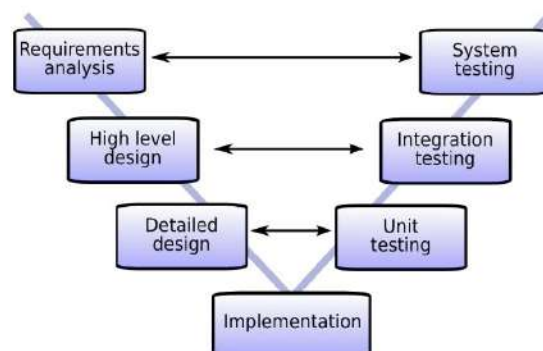 Requirements
analysis
System
testing
High level
design
Integration
testing
Detailed
design
Unit
testing
Implementation